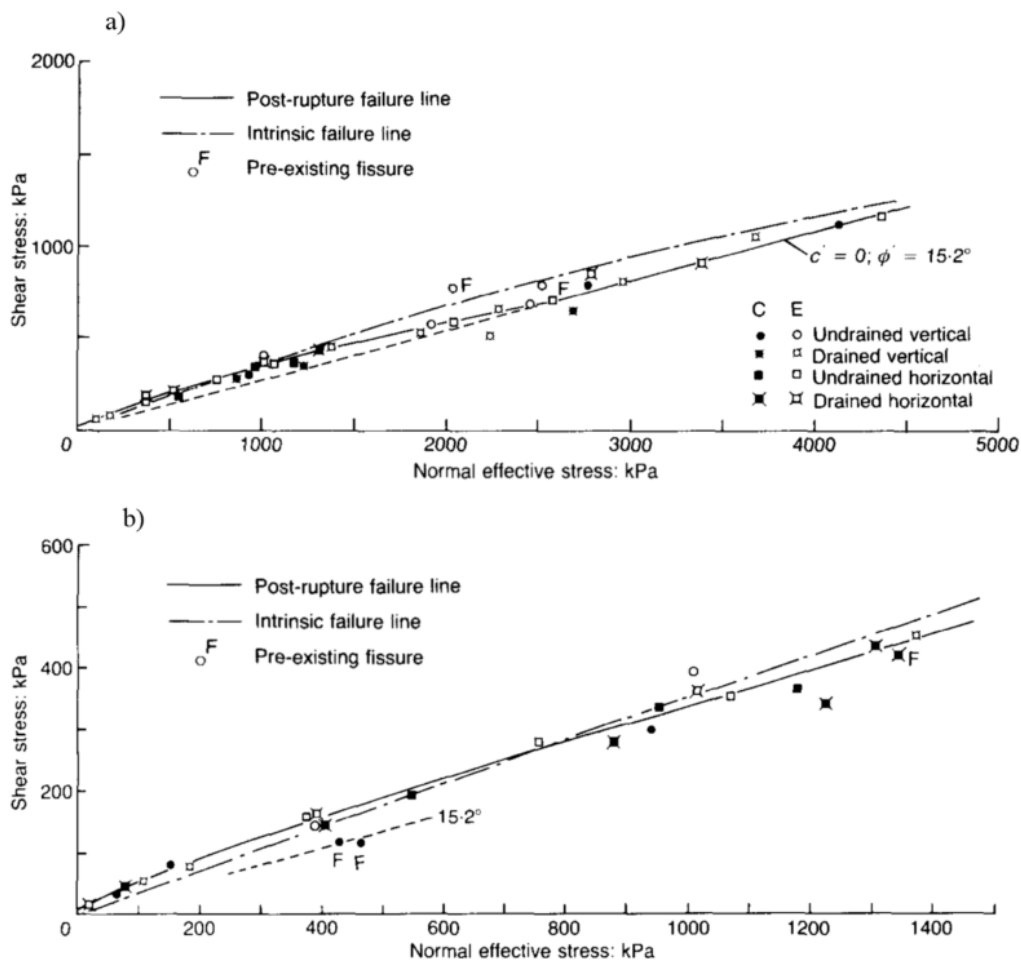 a)
2000
Post-rupture failure line
Intrinsic failure line
F
Pre-existing fissure
Shear stress: kPa
1000
c' = 0; φ' = 15·2°
F
F
C E
Undrained vertical
Drained vertical
Undrained horizontal
Drained horizontal
0 1000 2000 3000 4000 5000
Normal effective stress: kPa
b)
600
Post-rupture failure line
Intrinsic failure line
F
Pre-existing fissure
Shear stress: kPa
400
F
200
15·2°
F F
0 200 400 600 800 1000 1200 1400
Normal effective stress: kPa